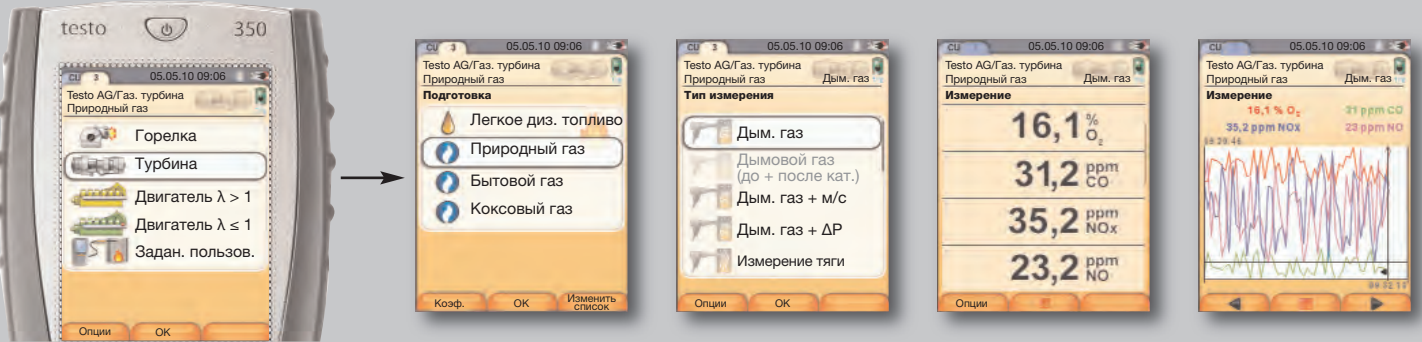 testo 350
CU 3 05.05.10 09:06
Testo AG/Газ. турбина
Природный газ
Горелка
Турбина
Двигатель λ > 1
Двигатель λ ≤ 1
Задан. пользов.
Опции OK
CU 3 05.05.10 09:06
Testo AG/Газ. турбина
Природный газ
Подготовка
Легкое диз. топливо
Природный газ
Бытовой газ
Коксовый газ
Коэф. OK Изменить
список
CU 3 05.05.10 09:06
Testo AG/Газ. турбина
Природный газ Дым. газ
Тип измерения
Дым. газ
Дымовой газ
(до + после кат.)
Дым. газ + м/с
Дым. газ + ΔP
Измерение тяги
Опции OK
CU 05.05.10 09:06
Testo AG/Газ. турбина
Природный газ Дым. газ
Измерение
16,1 % O₂
31,2 ppm CO
35,2 ppm NOx
23,2 ppm NO
Опции
CU 05.05.10 09:06
Testo AG/Газ. турбина
Природный газ Дым. газ
Измерение
16,1 % O₂ 31 ppm CO
35,2 ppm NOx 23 ppm NO